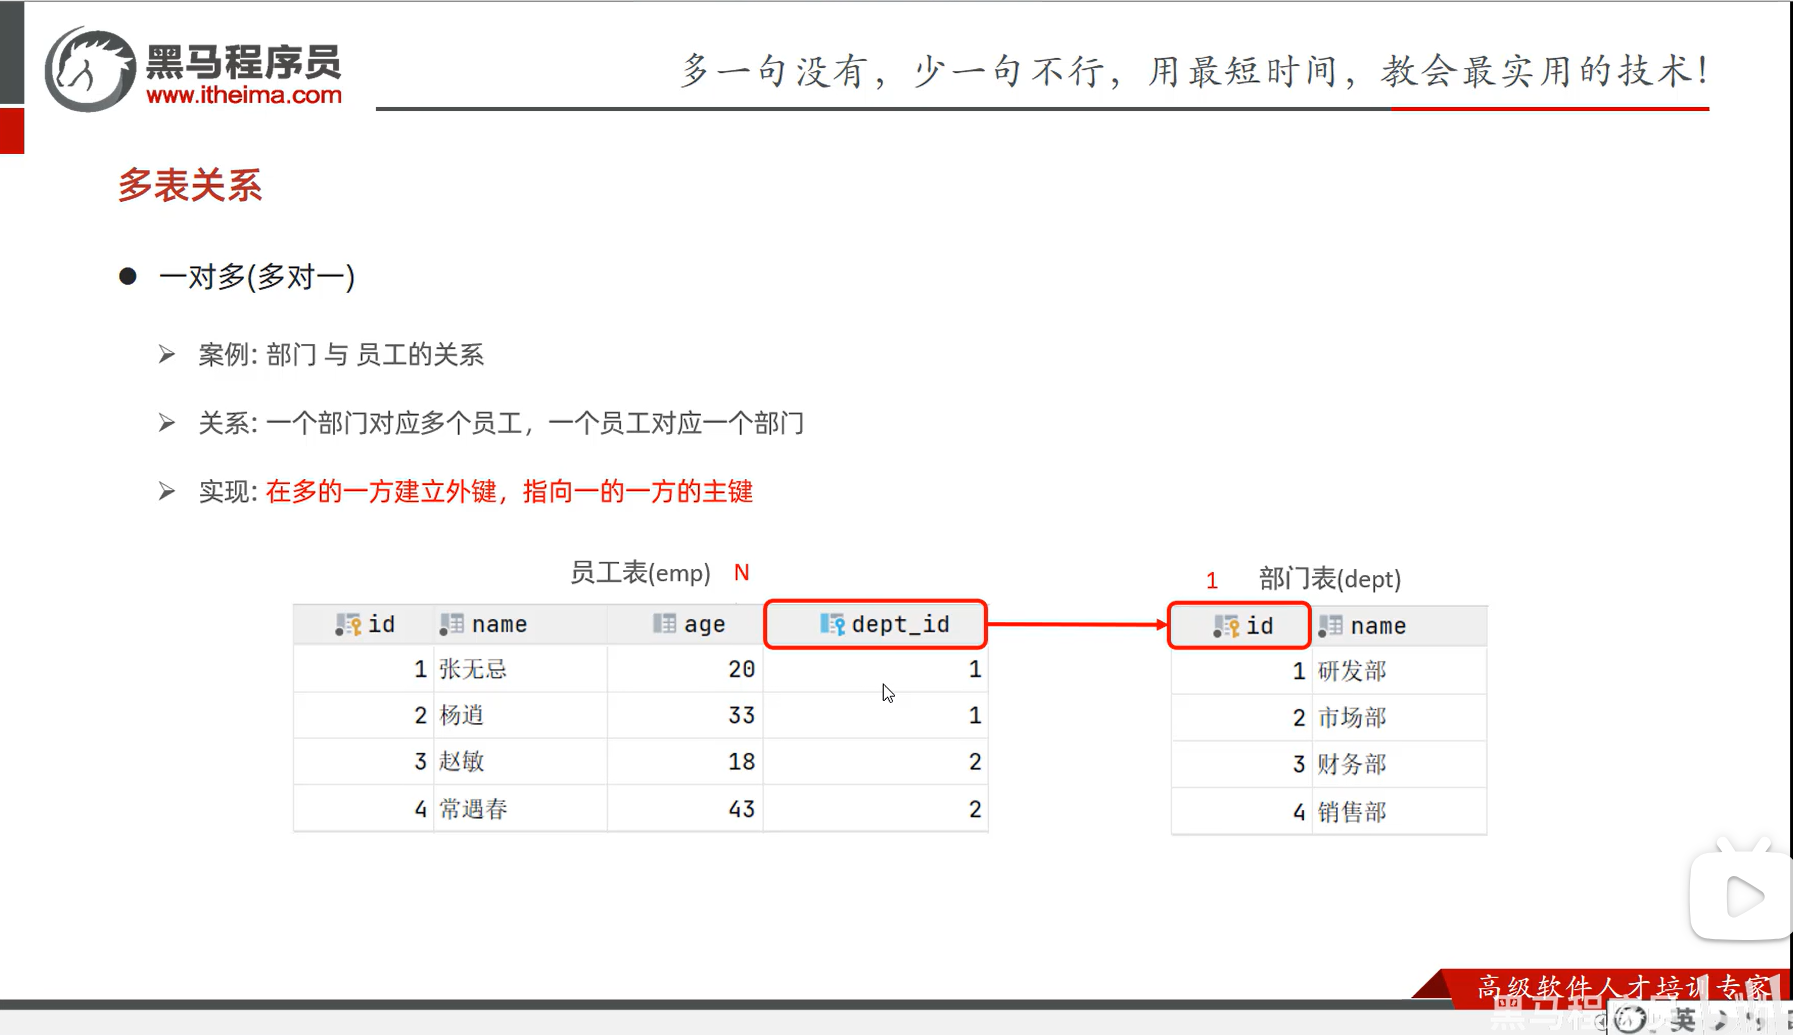 黑马程序员
www.itheima.com
多一句没有，少一句不行，用最短时间，教会最实用的技术！
多表关系
一对多(多对一)
案例: 部门 与 员工的关系
关系: 一个部门对应多个员工，一个员工对应一个部门
实现: 在多的一方建立外键，指向一的一方的主键
员工表(emp) N
id name age dept_id
1 张无忌 20 1
2 杨逍 33 1
3 赵敏 18 2
4 常遇春 43 2
1 部门表(dept)
id name
1 研发部
2 市场部
3 财务部
4 销售部
高级软件人才培训专家
英